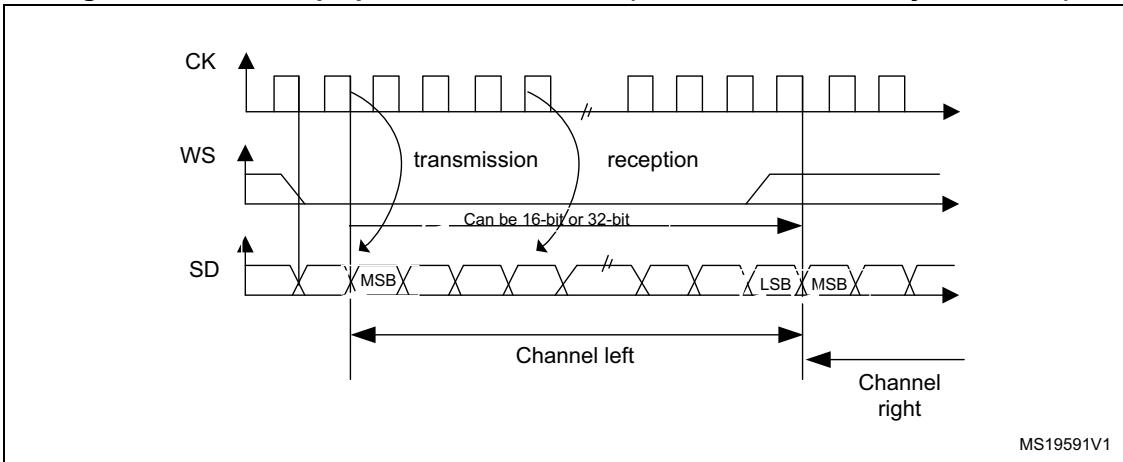 CK
WS
transmission
reception
Can be 16-bit or 32-bit
SD
MSB
LSB
MSB
Channel left
Channel
right
MS19591V1